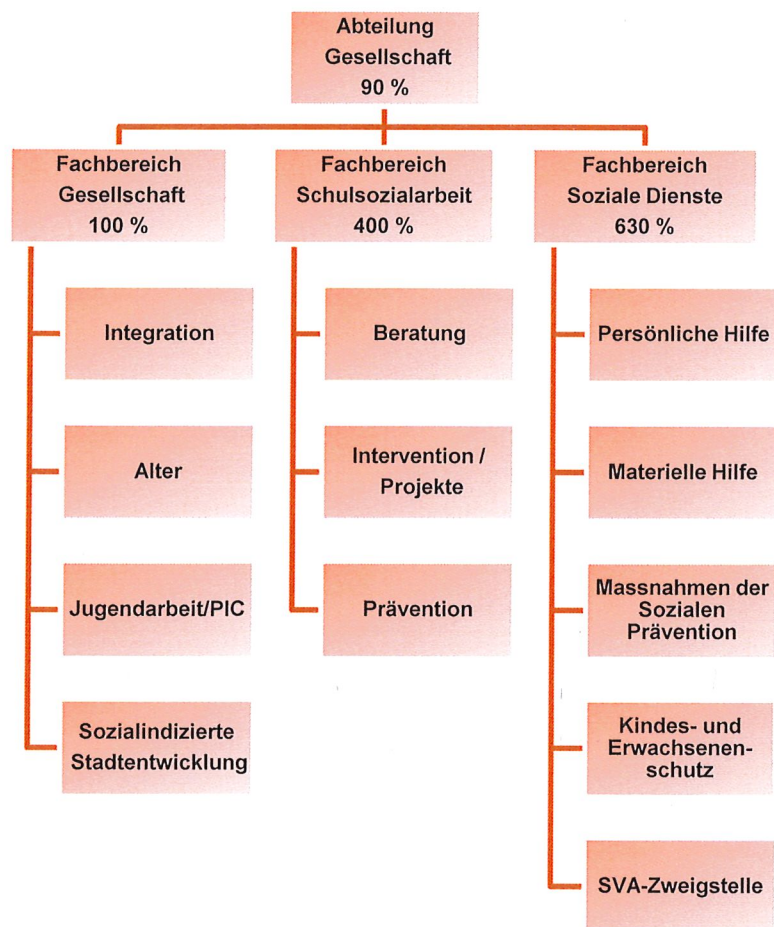 Abteilung
Gesellschaft
90 %
Fachbereich
Gesellschaft
100 %
Fachbereich
Schulsozialarbeit
400 %
Fachbereich
Soziale Dienste
630 %
Integration
Alter
Jugendarbeit/PIC
Sozialindizierte
Stadtentwicklung
Beratung
Intervention /
Projekte
Prävention
Persönliche Hilfe
Materielle Hilfe
Massnahmen der
Sozialen
Prävention
Kindes- und
Erwachsenen-
schutz
SVA-Zweigstelle